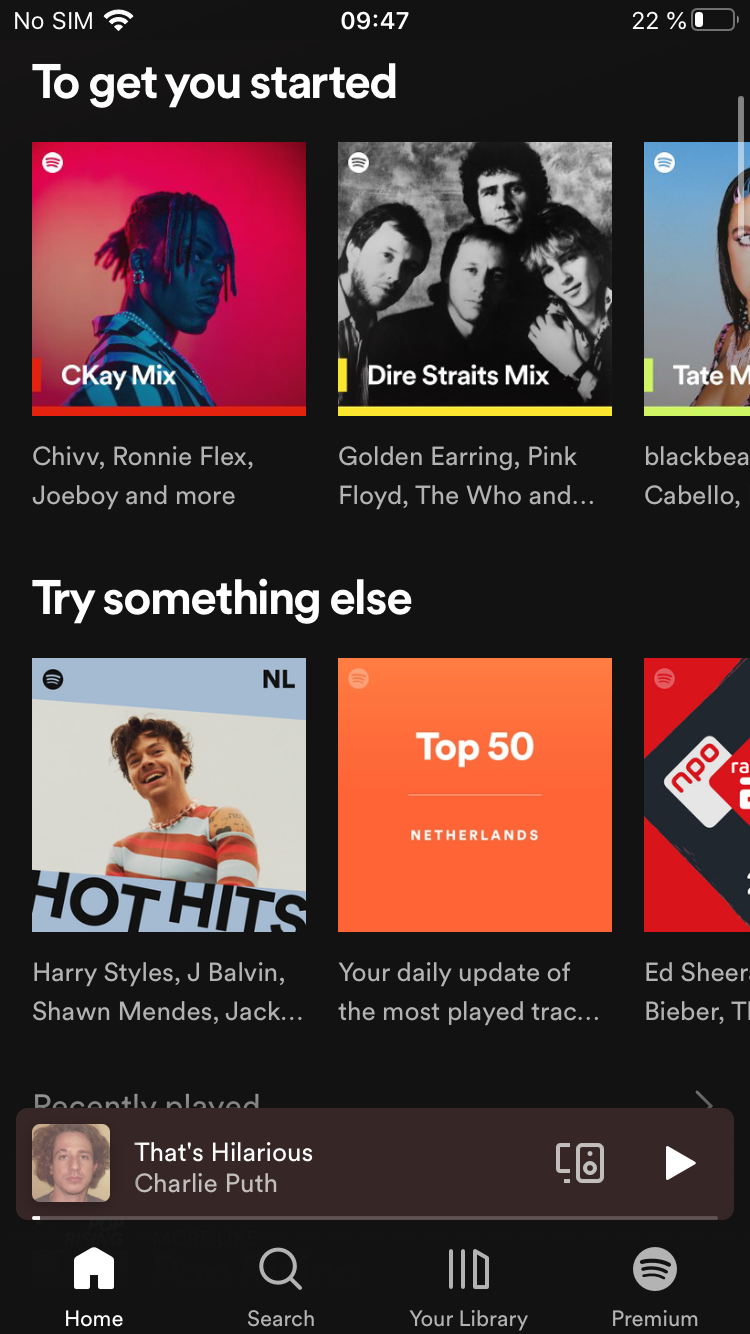 No SIM 09:47 22 %
To get you started
CKay Mix
Dire Straits Mix
Tate M
Chivv, Ronnie Flex,
Joeboy and more
Golden Earring, Pink
Floyd, The Who and...
blackbea
Cabello,
Try something else
NL
HOT HITS
Top 50
NETHERLANDS
npo
ra
Harry Styles, J Balvin,
Shawn Mendes, Jack...
Your daily update of
the most played trac...
Ed Sheer
Bieber, Th
Recently played
That's Hilarious
Charlie Puth
Home
Search
Your Library
Premium